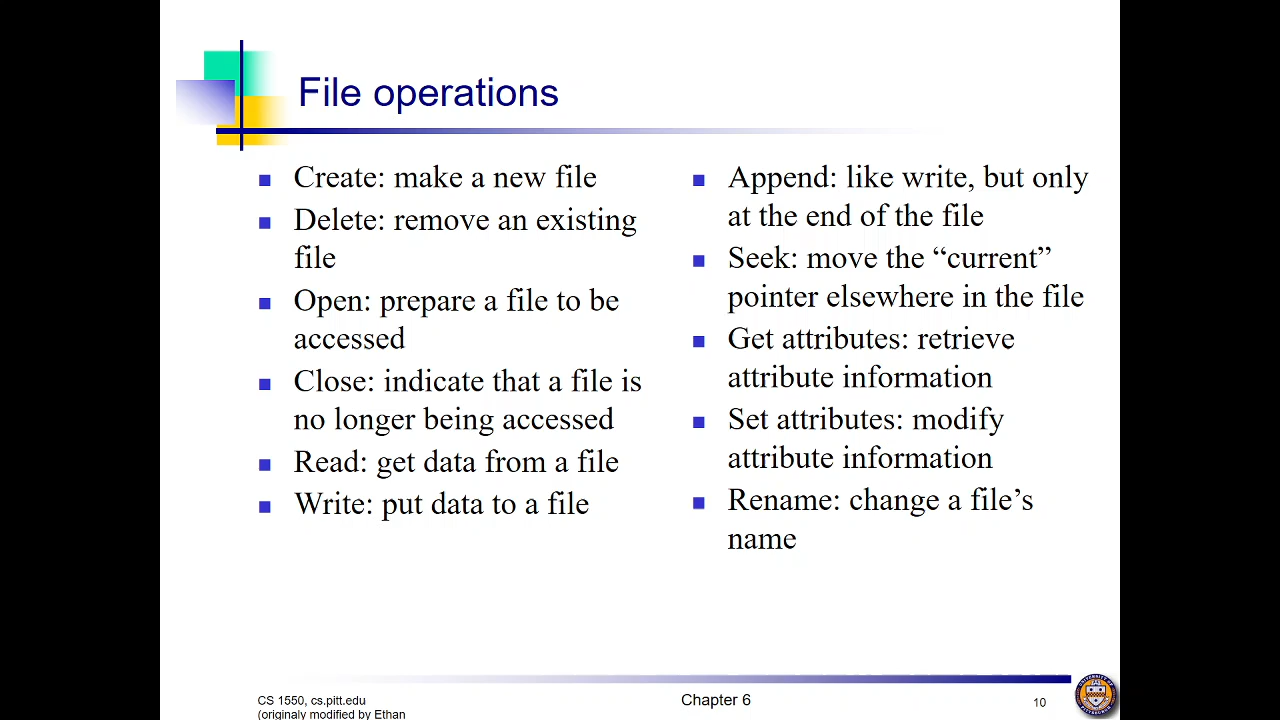 File operations
Create: make a new file
Delete: remove an existing
file
Open: prepare a file to be
accessed
Close: indicate that a file is
no longer being accessed
Read: get data from a file
Write: put data to a file
Append: like write, but only
at the end of the file
Seek: move the “current”
pointer elsewhere in the file
Get attributes: retrieve
attribute information
Set attributes: modify
attribute information
Rename: change a file’s
name
CS 1550, cs.pitt.edu
(originaly modified by Ethan
Chapter 6
10